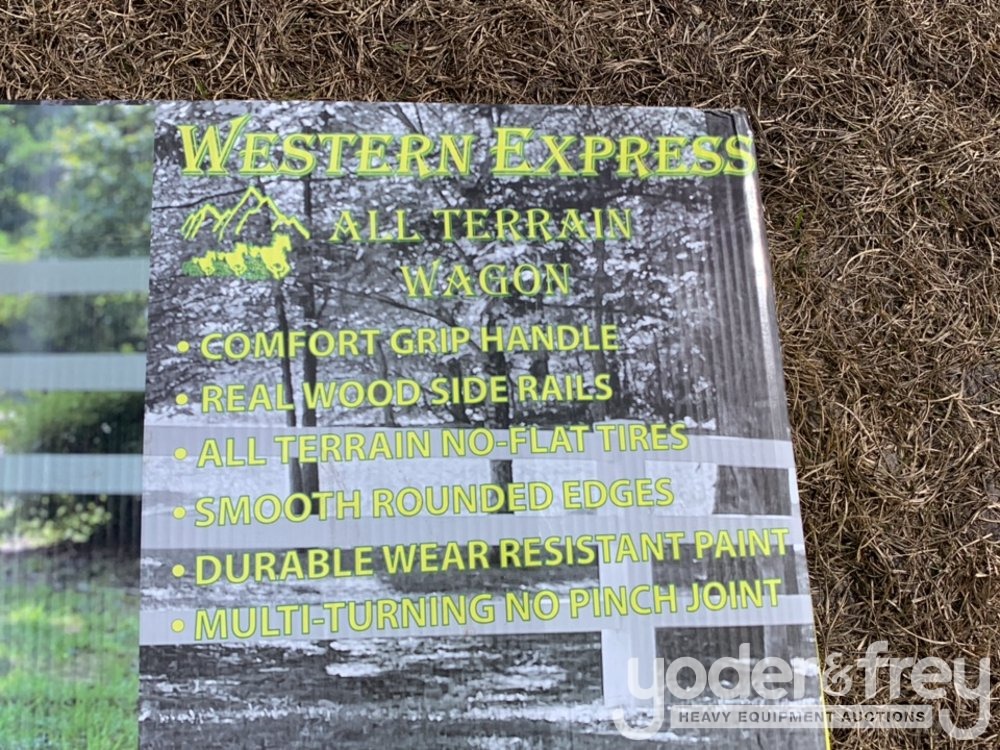 WESTERN EXPRESS
ALL TERRAIN
WAGON
• COMFORT GRIP HANDLE
• REAL WOOD SIDE RAILS
• ALL TERRAIN NO-FLAT TIRES
• SMOOTH ROUNDED EDGES
• DURABLE WEAR RESISTANT PAINT
• MULTI-TURNING NO PINCH JOINT
yoder&frey
HEAVY EQUIPMENT AUCTIONS